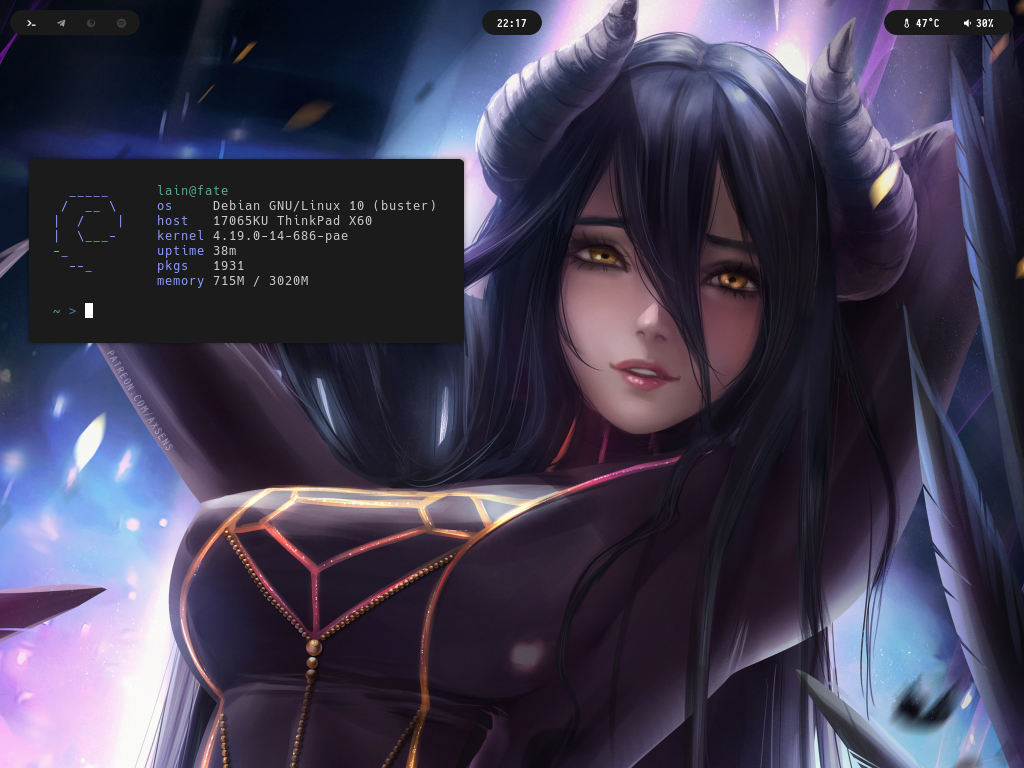 22:17
47°C 30%
lain@fate
os Debian GNU/Linux 10 (buster)
host 17065KU ThinkPad X60
kernel 4.19.0-14-686-pae
uptime 38m
pkgs 1931
memory 715M / 3020M
~ >
PATREON.COM/AXSENS